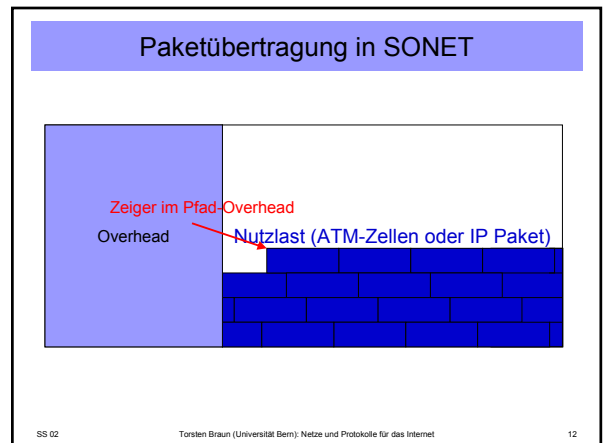 Paketübertragung in SONET
Zeiger im Pfad-Overhead
Overhead
Nutzlast (ATM-Zellen oder IP Paket)
SS 02
Torsten Braun (Universität Bern): Netze und Protokolle für das Internet
12